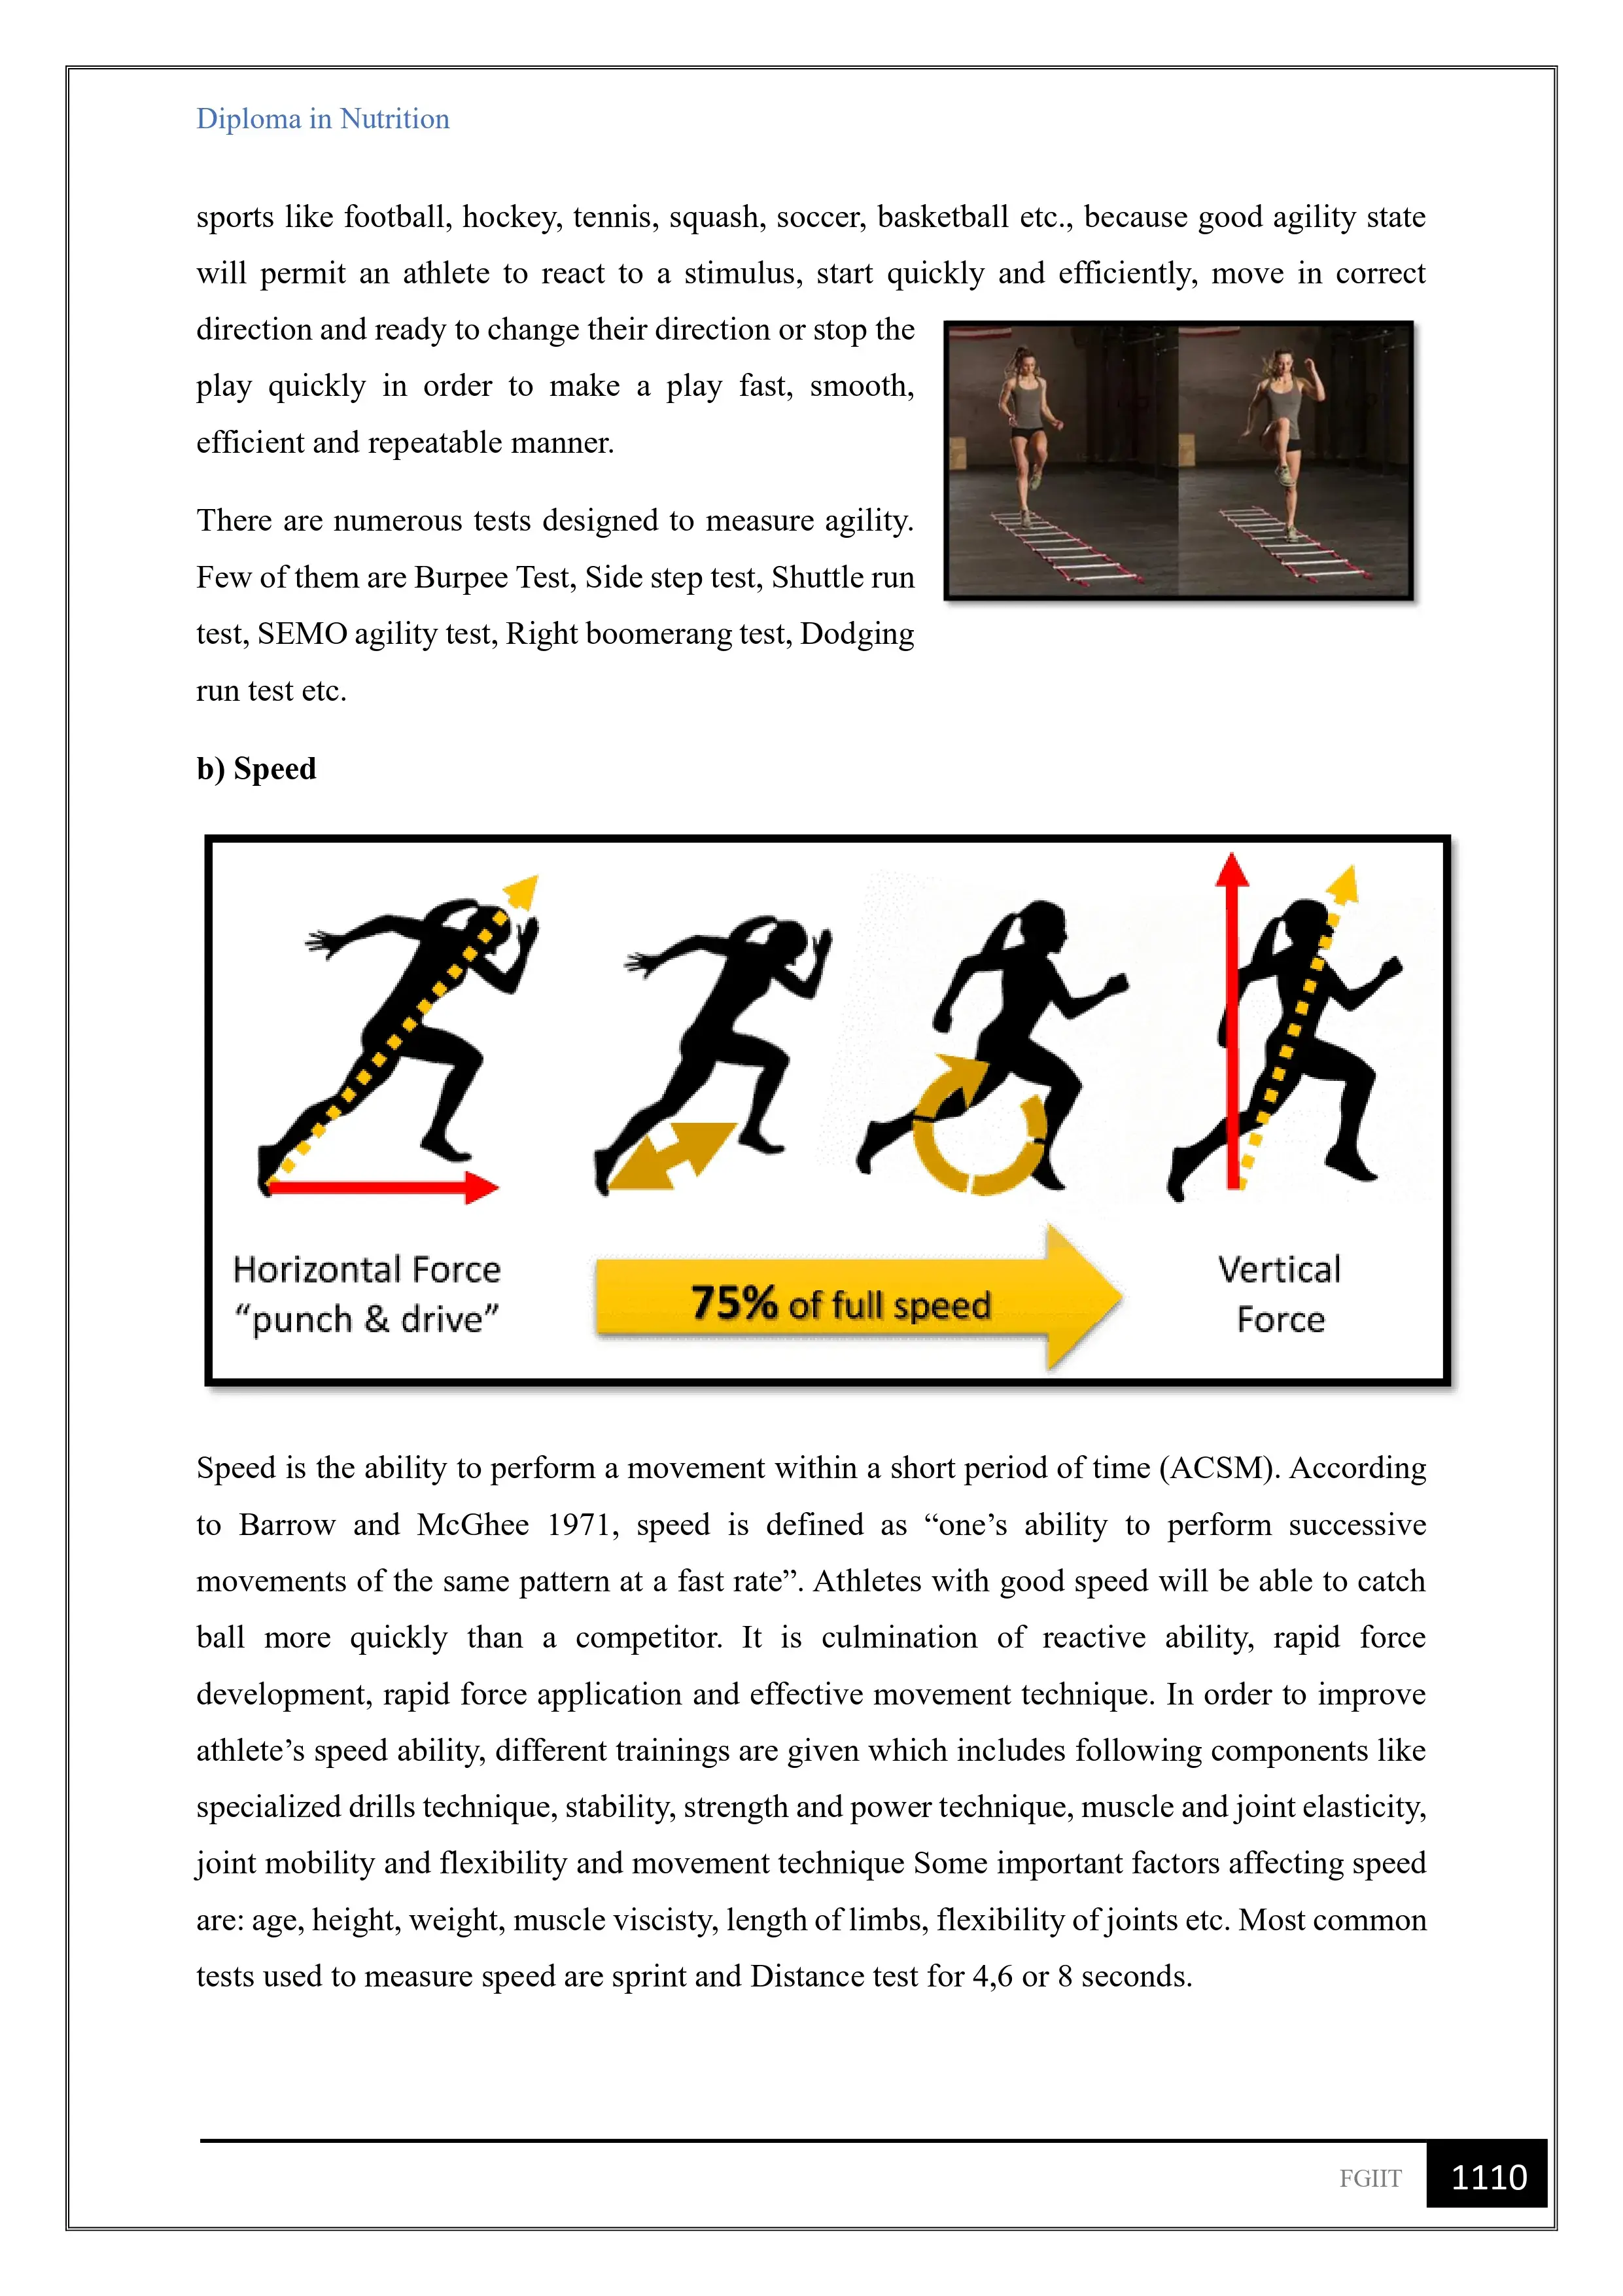 Diploma in Nutrition
sports like football, hockey, tennis, squash, soccer, basketball etc., because good agility state
will permit an athlete to react to a stimulus, start quickly and efficiently, move in correct
direction and ready to change their direction or stop the
play quickly in order to make a play fast, smooth,
efficient and repeatable manner.
There are numerous tests designed to measure agility.
Few of them are Burpee Test, Side step test, Shuttle run
test, SEMO agility test, Right boomerang test, Dodging
run test etc.
b) Speed
Horizontal Force
“punch & drive”
75% of full speed
Vertical
Force
Speed is the ability to perform a movement within a short period of time (ACSM). According
to Barrow and McGhee 1971, speed is defined as “one’s ability to perform successive
movements of the same pattern at a fast rate”. Athletes with good speed will be able to catch
ball more quickly than a competitor. It is culmination of reactive ability, rapid force
development, rapid force application and effective movement technique. In order to improve
athlete’s speed ability, different trainings are given which includes following components like
specialized drills technique, stability, strength and power technique, muscle and joint elasticity,
joint mobility and flexibility and movement technique Some important factors affecting speed
are: age, height, weight, muscle viscisty, length of limbs, flexibility of joints etc. Most common
tests used to measure speed are sprint and Distance test for 4,6 or 8 seconds.
FGIIT
1110